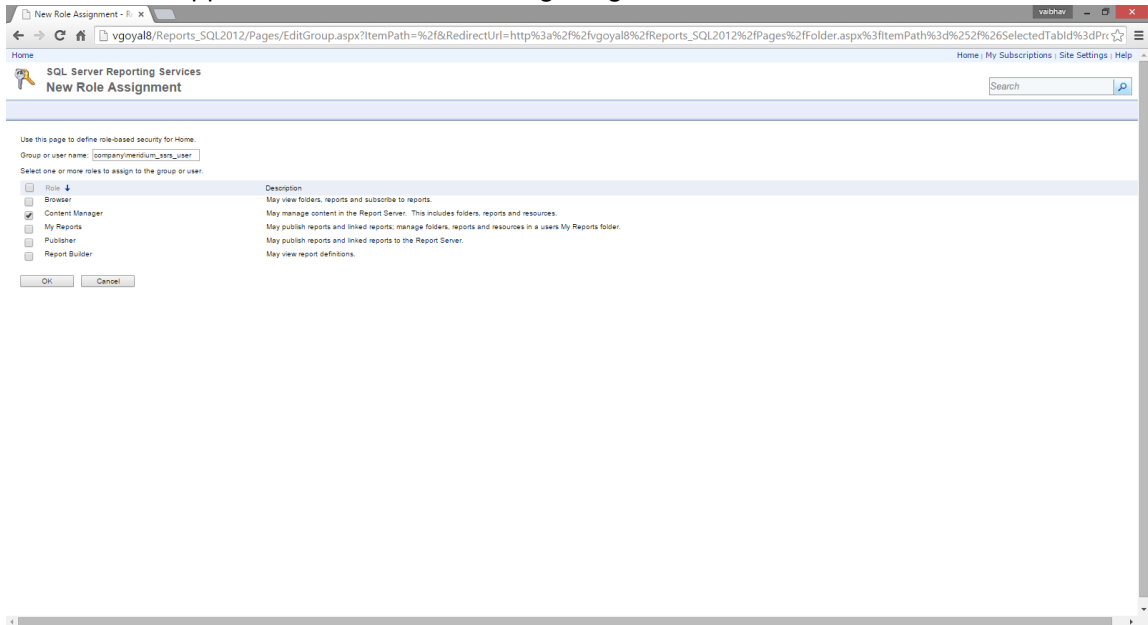 New Role Assignment - R
vaibhav
vgoyal8/Reports_SQL2012/Pages/EditGroup.aspx?ItemPath=%2f&RedirectUrl=http%3a%2f%2fvgoyal8%2fReports_SQL2012%2fPages%2fFolder.aspx%3fItemPath%3d%252f%26SelectedTabId%3dPr
Home
Home | My Subscriptions | Site Settings | Help
SQL Server Reporting Services
New Role Assignment
Search
Use this page to define role-based security for Home.
Group or user name: company\meridium_ssrs_user
Select one or more roles to assign to the group or user.
Role Description
Browser May view folders, reports and subscribe to reports.
Content Manager May manage content in the Report Server. This includes folders, reports and resources.
My Reports May publish reports and linked reports; manage folders, reports and resources in a users My Reports folder.
Publisher May publish reports and linked reports to the Report Server.
Report Builder May view report definitions.
OK Cancel